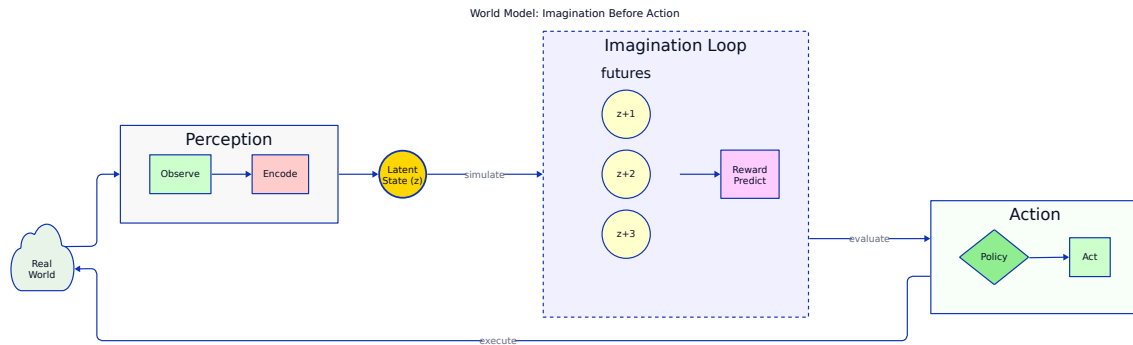 World Model: Imagination Before Action
Real
World
Perception
Observe
Encode
Latent
State (z)
simulate
Imagination Loop
futures
z+1
z+2
z+3
Reward
Predict
evaluate
Action
Policy
Act
execute